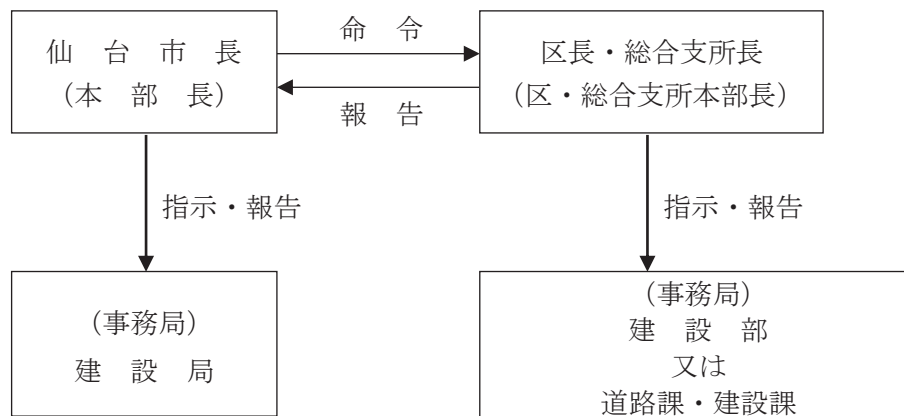 仙　台　市　長
（本　部　長）
命　令
報　告
区長・総合支所長
（区・総合支所本部長）
指示・報告
指示・報告
（事務局）
建　設　局
（事務局）
建　設　部
又は
道路課・建設課